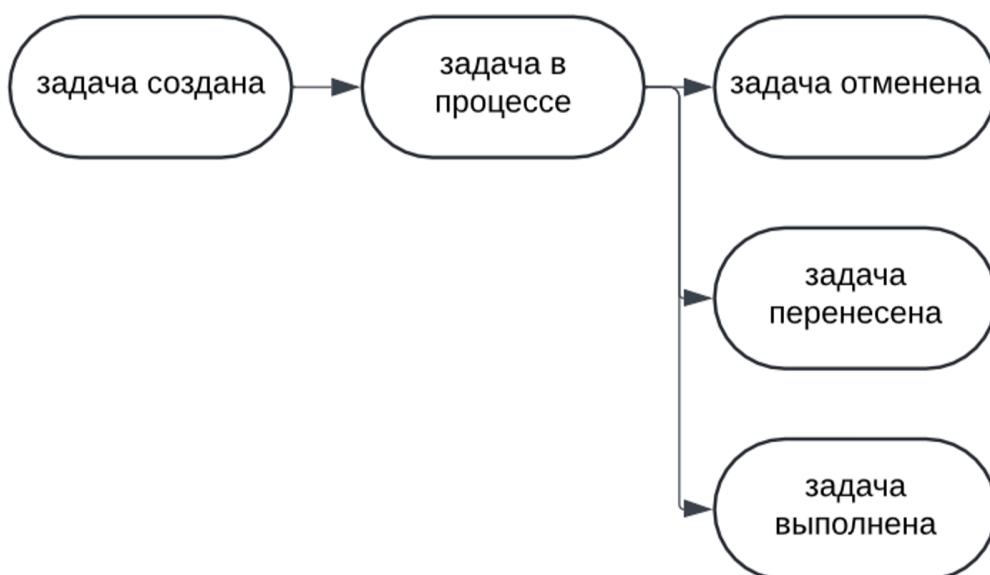 задача создана
задача в
процессе
задача отменена
задача
перенесена
задача
выполнена